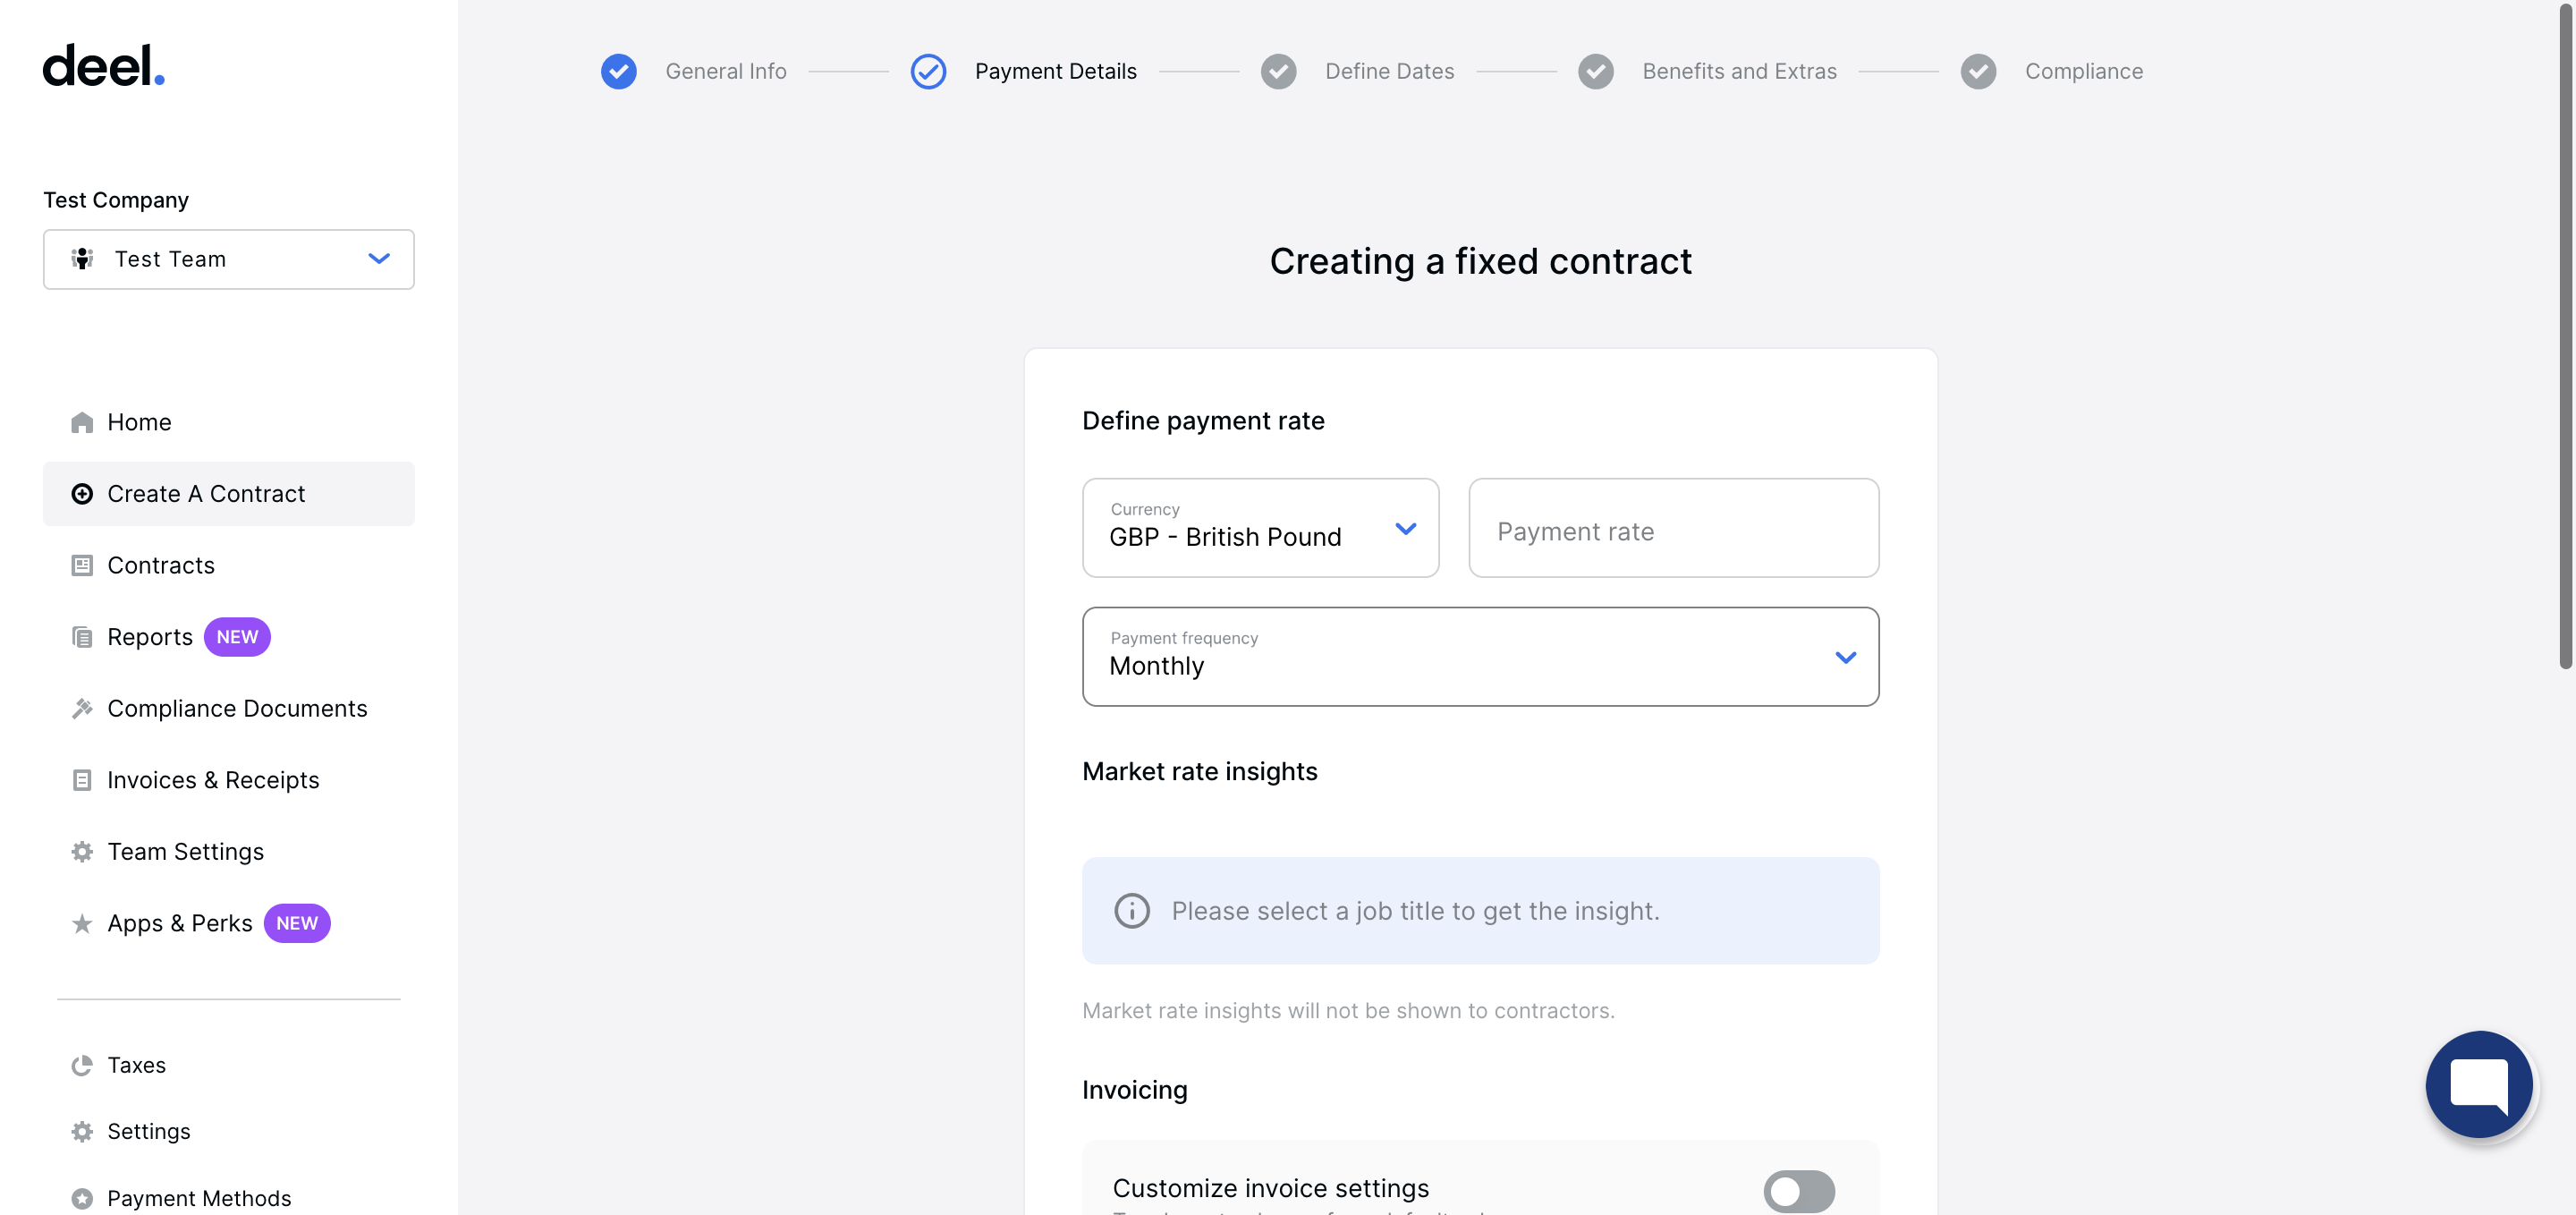 deel.
General Info
Payment Details
Define Dates
Benefits and Extras
Compliance
Test Company
Test Team
Home
Create A Contract
Contracts
Reports NEW
Compliance Documents
Invoices & Receipts
Team Settings
Apps & Perks NEW
Taxes
Settings
Payment Methods
Creating a fixed contract
Define payment rate
Currency
GBP - British Pound
Payment rate
Payment frequency
Monthly
Market rate insights
Please select a job title to get the insight.
Market rate insights will not be shown to contractors.
Invoicing
Customize invoice settings